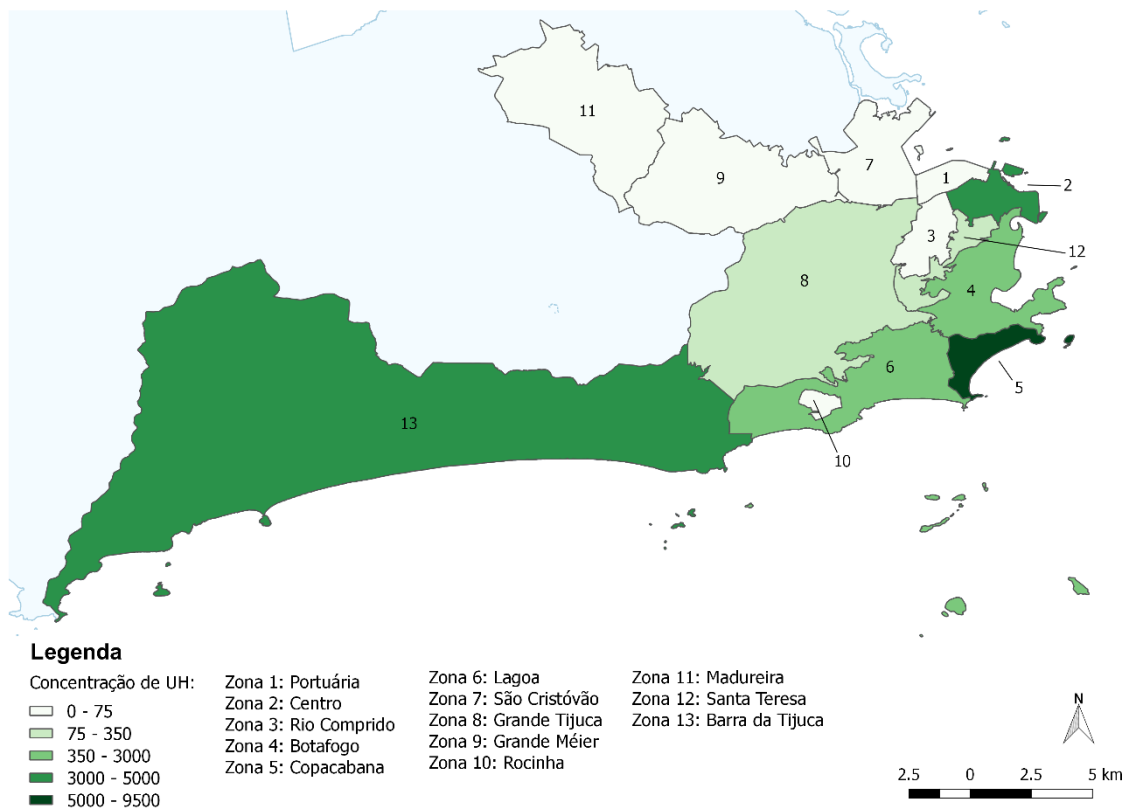 11
7
9
1
2
3
12
8
4
6
5
13
10
Legenda
Concentração de UH:
0 - 75
75 - 350
350 - 3000
3000 - 5000
5000 - 9500
Zona 1: Portuária
Zona 2: Centro
Zona 3: Rio Comprido
Zona 4: Botafogo
Zona 5: Copacabana
Zona 6: Lagoa
Zona 7: São Cristóvão
Zona 8: Grande Tijuca
Zona 9: Grande Méier
Zona 10: Rocinha
Zona 11: Madureira
Zona 12: Santa Teresa
Zona 13: Barra da Tijuca
N
2.5 0 2.5 5 km